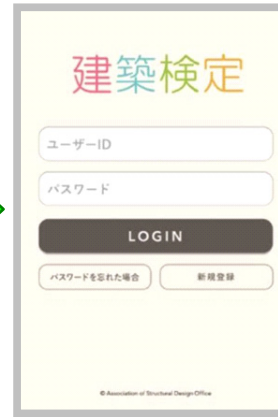 建築検定
ユーザーID
パスワード
LOGIN
パスワードを忘れた場合 新規登録
© Association of Structural Design Office